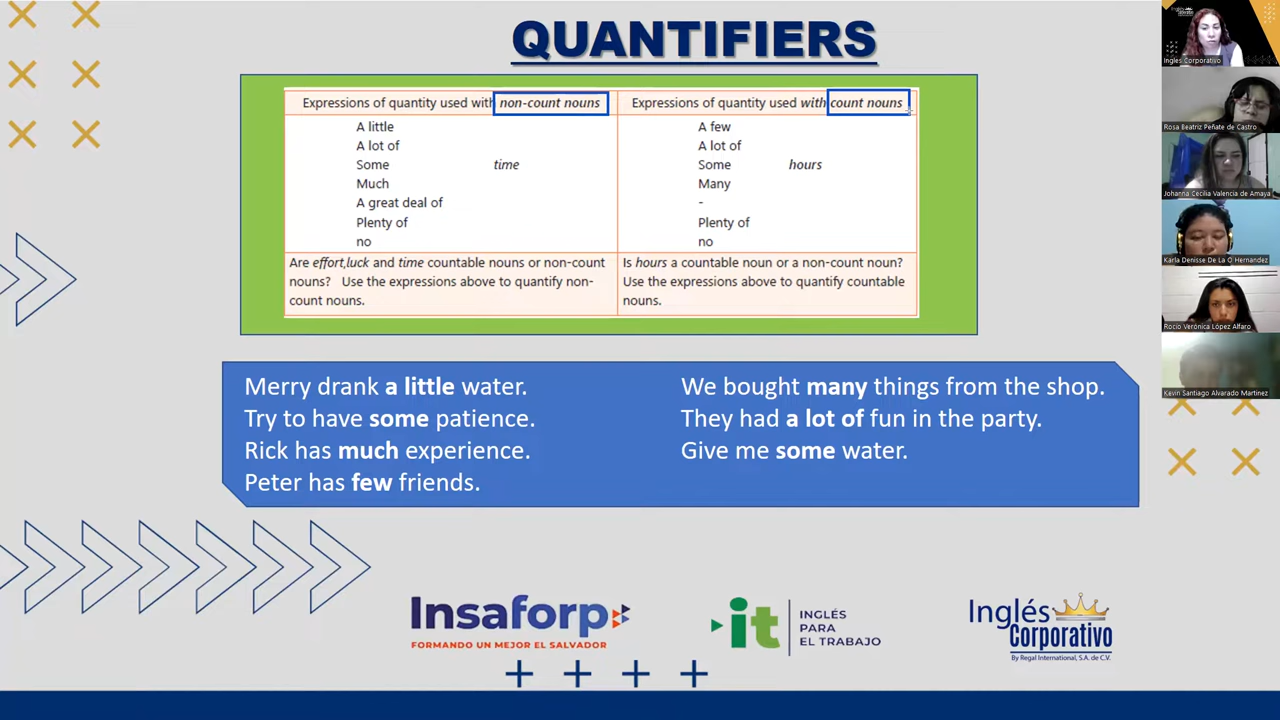 QUANTIFIERS
Expressions of quantity used with non-count nouns
A little
A lot of
Some time
Much
A great deal of
Plenty of
no
Are effort,luck and time countable nouns or non-count
nouns? Use the expressions above to quantify non-
count nouns.
Expressions of quantity used with count nouns
A few
A lot of
Some hours
Many
-
Plenty of
no
Is hours a countable noun or a non-count noun?
Use the expressions above to quantify countable
nouns.
Merry drank a little water.
Try to have some patience.
Rick has much experience.
Peter has few friends.
We bought many things from the shop.
They had a lot of fun in the party.
Give me some water.
Insaforp
FORMANDO UN MEJOR EL SALVADOR
it
INGLÉS
PARA
EL TRABAJO
Inglés
Corporativo
By Regal International, S.A. de C.V.
Ingles Corporativo
Rosa Beatriz Peñate de Castro
Johanna Cecilia Valencia de Amaya
Karla Denisse De La O Hernandez
Rocío Verónica López Alfaro
Kevin Santiago Alvarado Martinez